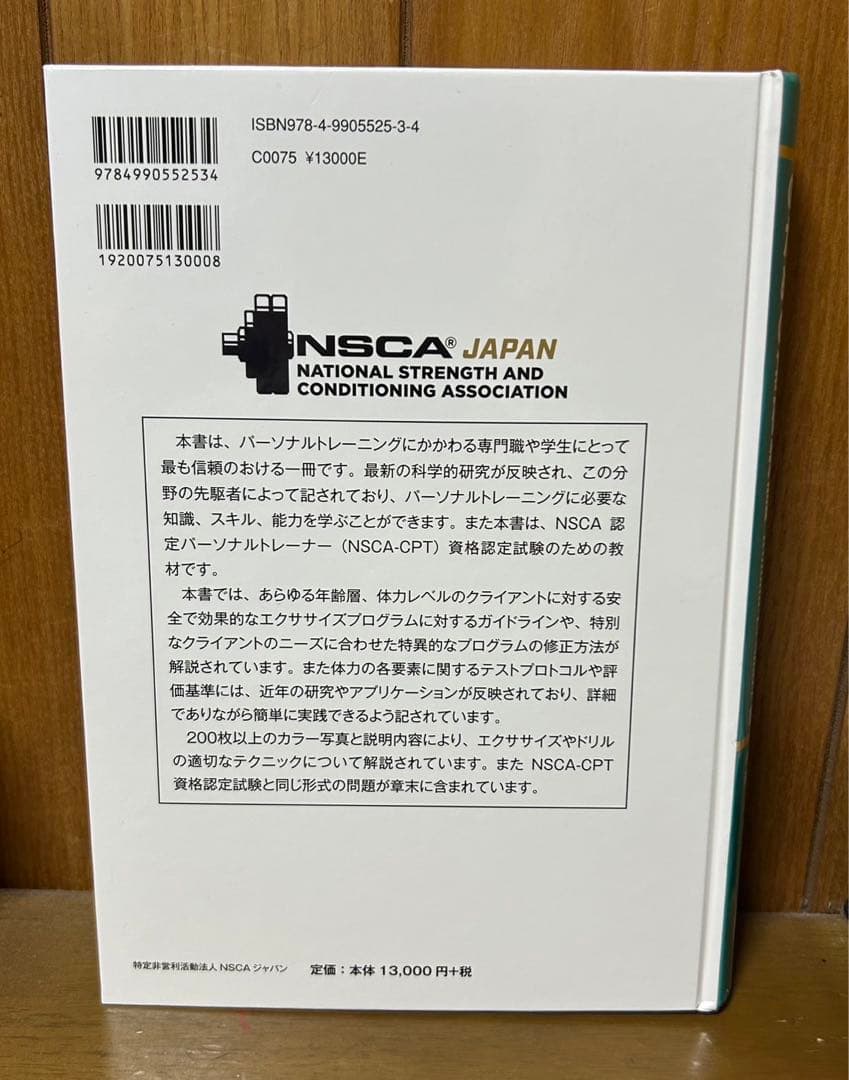 ISBN978-4-9905525-3-4
C0075 ¥13000E
9784990552534
1920075130008
NSCA® JAPAN
NATIONAL STRENGTH AND
CONDITIONING ASSOCIATION
本書は、パーソナルトレーニングにかかわる専門職や学生にとって
最も信頼のおける一冊です。最新の科学的研究が反映され、この分
野の先駆者によって記されており、パーソナルトレーニングに必要な
知識、スキル、能力を学ぶことができます。また本書は、NSCA 認
定パーソナルトレーナー（NSCA-CPT）資格認定試験のための教
材です。
本書では、あらゆる年齢層、体力レベルのクライアントに対する安
全で効果的なエクササイズプログラムに対するガイドラインや、特別
なクライアントのニーズに合わせた特異的なプログラムの修正方法が
解説されています。また体力の各要素に関するテストプロトコルや評
価基準には、近年の研究やアプリケーションが反映されており、詳細
でありながら簡単に実践できるよう記されています。
200枚以上のカラー写真と説明内容により、エクササイズやドリル
の適切なテクニックについて解説されています。また NSCA-CPT
資格認定試験と同じ形式の問題が章末に含まれています。
特定非営利活動法人 NSCA ジャパン 定価：本体 13,000 円+税